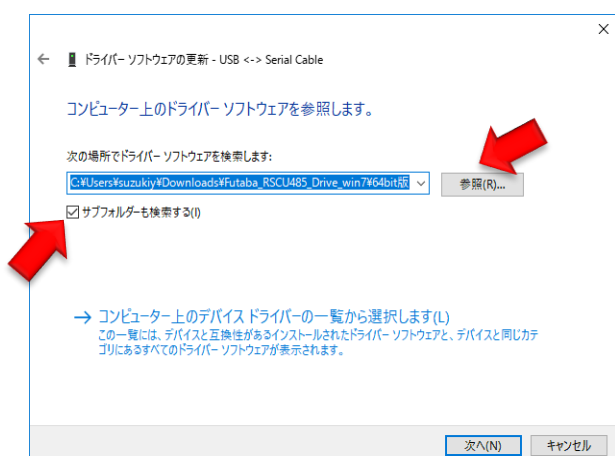 ドライバー ソフトウェアの更新 - USB <-> Serial Cable
コンピューター上のドライバー ソフトウェアを参照します。
次の場所でドライバー ソフトウェアを検索します:
C:¥Users¥suzukiy¥Downloads¥Futaba_RSCU485_Drive_win7¥64bit版
参照(R)...
サブフォルダーも検索する(I)
コンピューター上のデバイス ドライバーの一覧から選択します(L)
この一覧には、デバイスと互換性があるインストールされたドライバー ソフトウェアと、デバイスと同じカテ
ゴリにあるすべてのドライバー ソフトウェアが表示されます。
次へ(N)
キャンセル